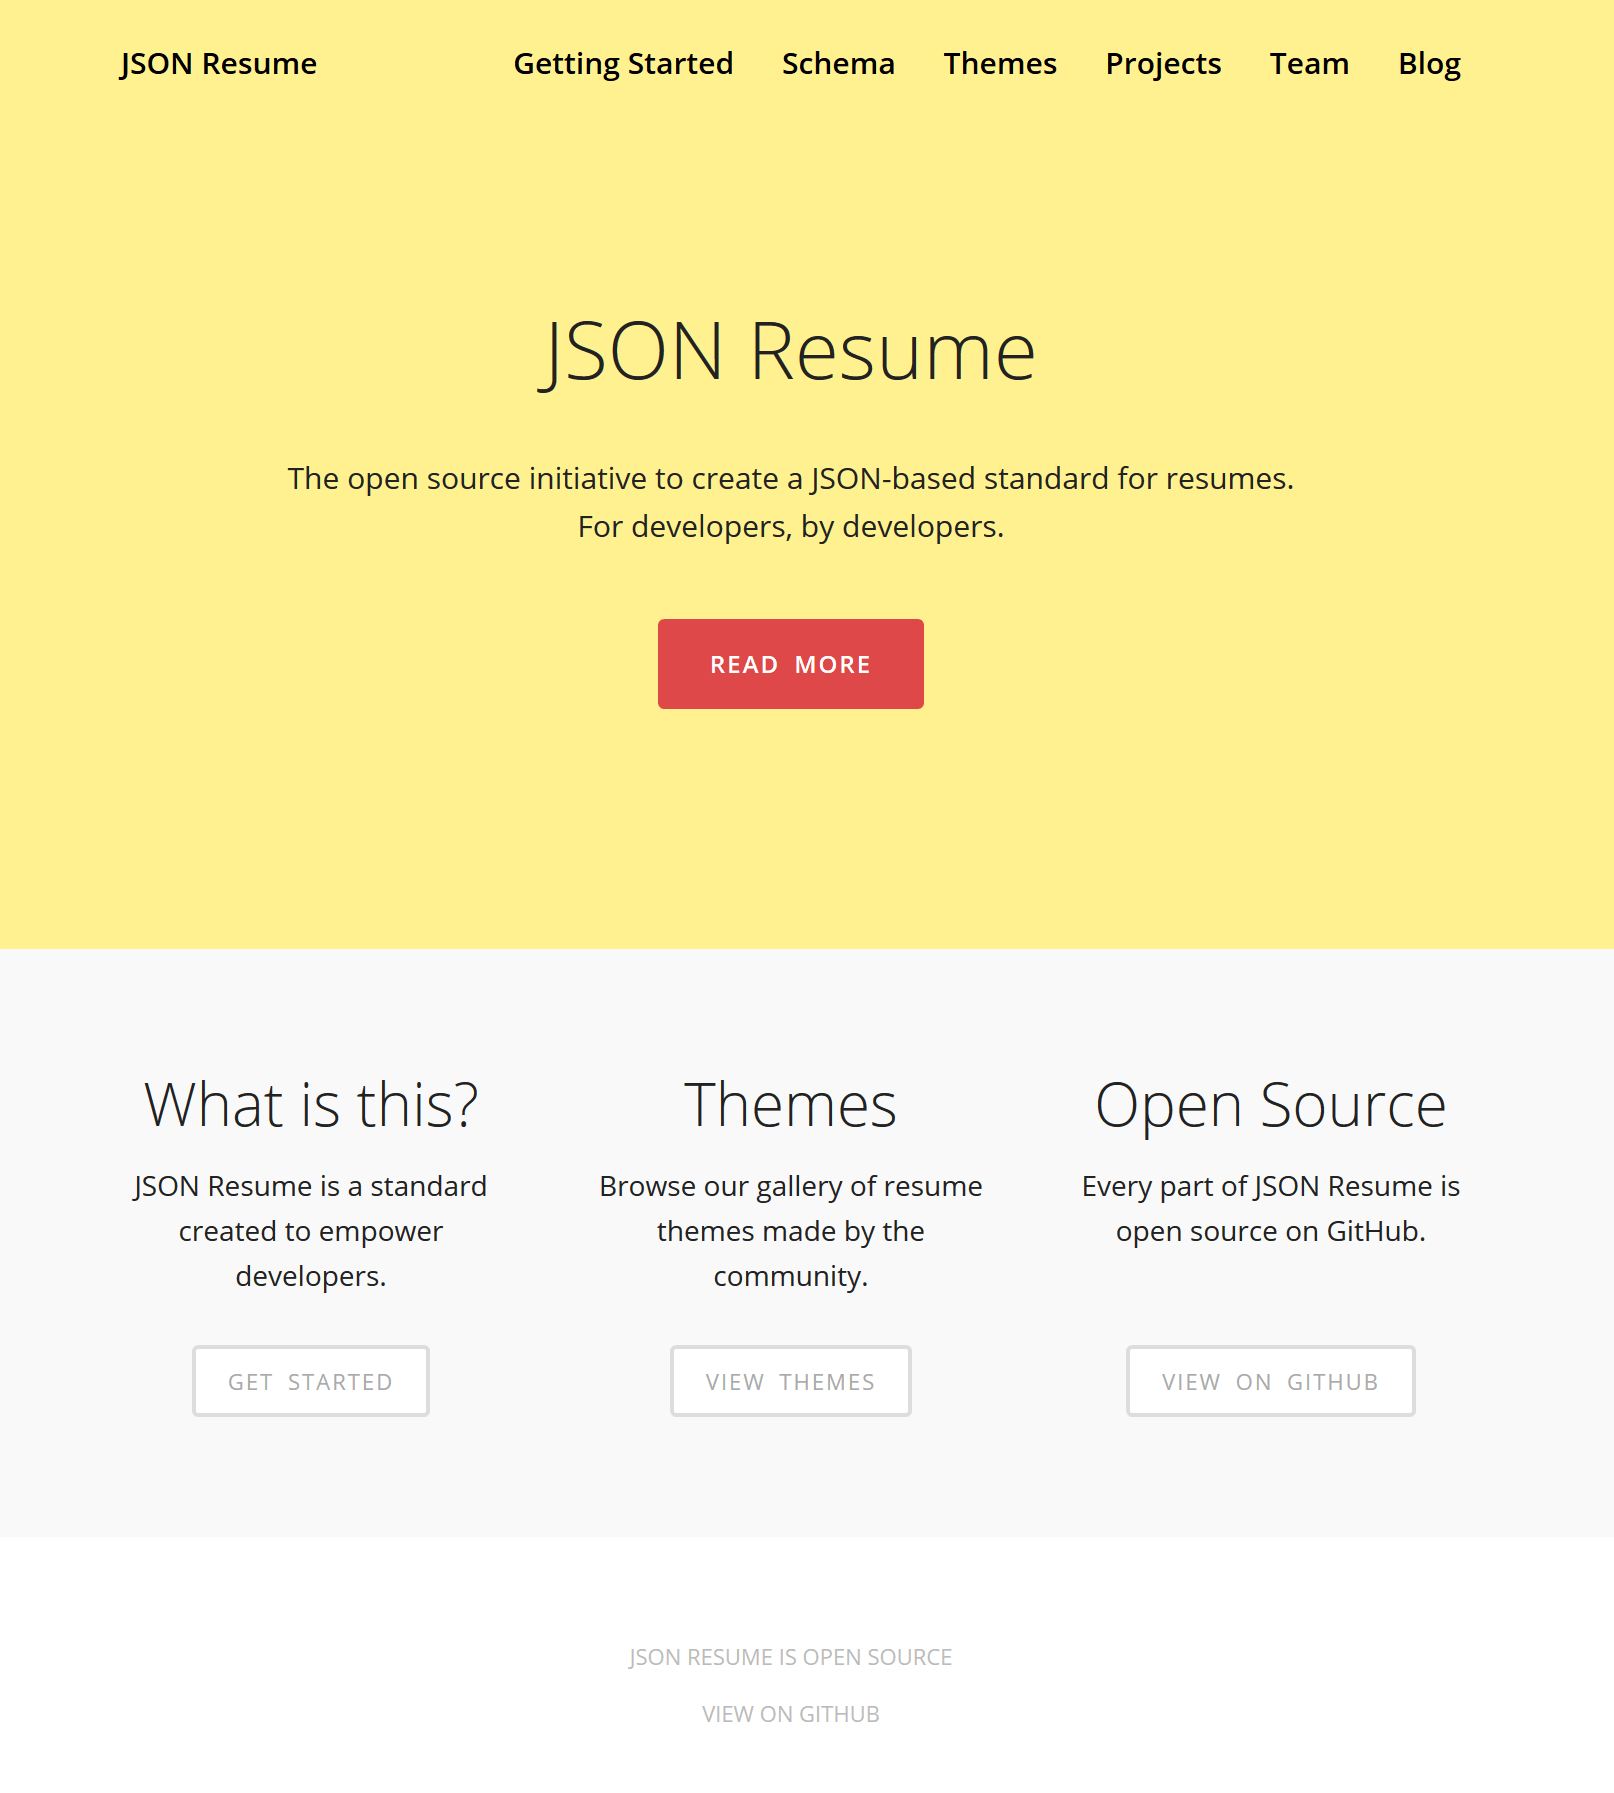 JSON Resume
Getting Started
Schema
Themes
Projects
Team
Blog
JSON Resume
The open source initiative to create a JSON-based standard for resumes.
For developers, by developers.
READ MORE
What is this?
JSON Resume is a standard
created to empower
developers.
GET STARTED
Themes
Browse our gallery of resume
themes made by the
community.
VIEW THEMES
Open Source
Every part of JSON Resume is
open source on GitHub.
VIEW ON GITHUB
JSON RESUME IS OPEN SOURCE
VIEW ON GITHUB